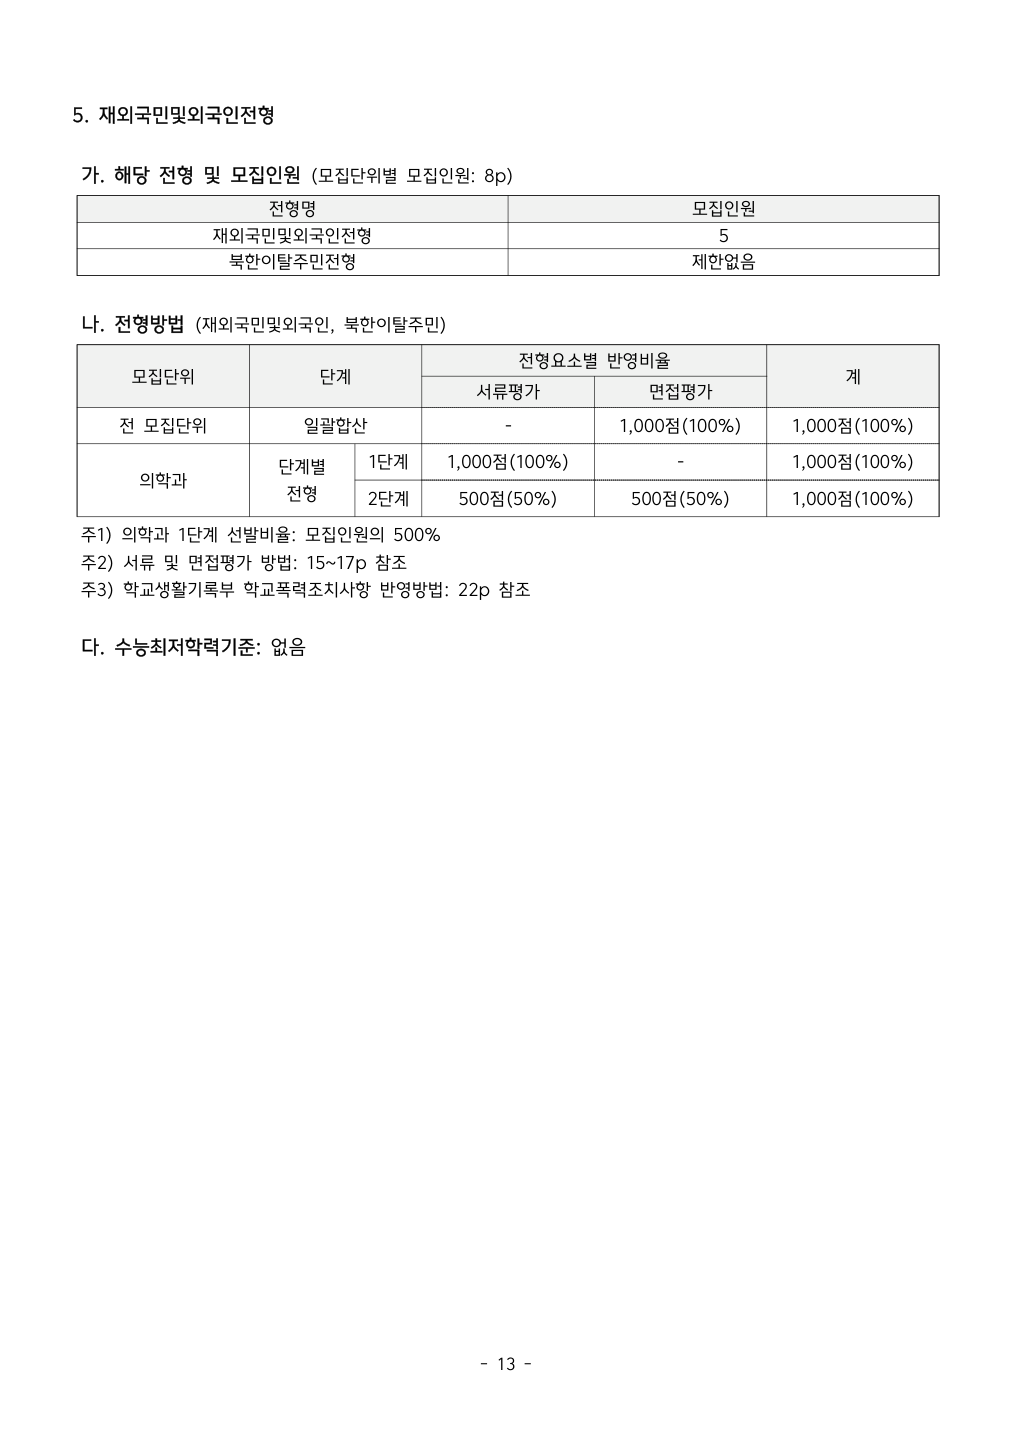 5. 재외국민및외국인전형
가. 해당 전형 및 모집인원 (모집단위별 모집인원: 8p)
전형명 모집인원
재외국민및외국인전형 5
북한이탈주민전형 제한없음
나. 전형방법 (재외국민및외국인, 북한이탈주민)
모집단위 단계 전형요소별 반영비율 계
서류평가 면접평가
전 모집단위 일괄합산 - 1,000점(100%) 1,000점(100%)
의학과 단계별 전형 1단계 1,000점(100%) - 1,000점(100%)
2단계 500점(50%) 500점(50%) 1,000점(100%)
주1) 의학과 1단계 선발비율: 모집인원의 500%
주2) 서류 및 면접평가 방법: 15~17p 참조
주3) 학교생활기록부 학교폭력조치사항 반영방법: 22p 참조
다. 수능최저학력기준: 없음
- 13 -